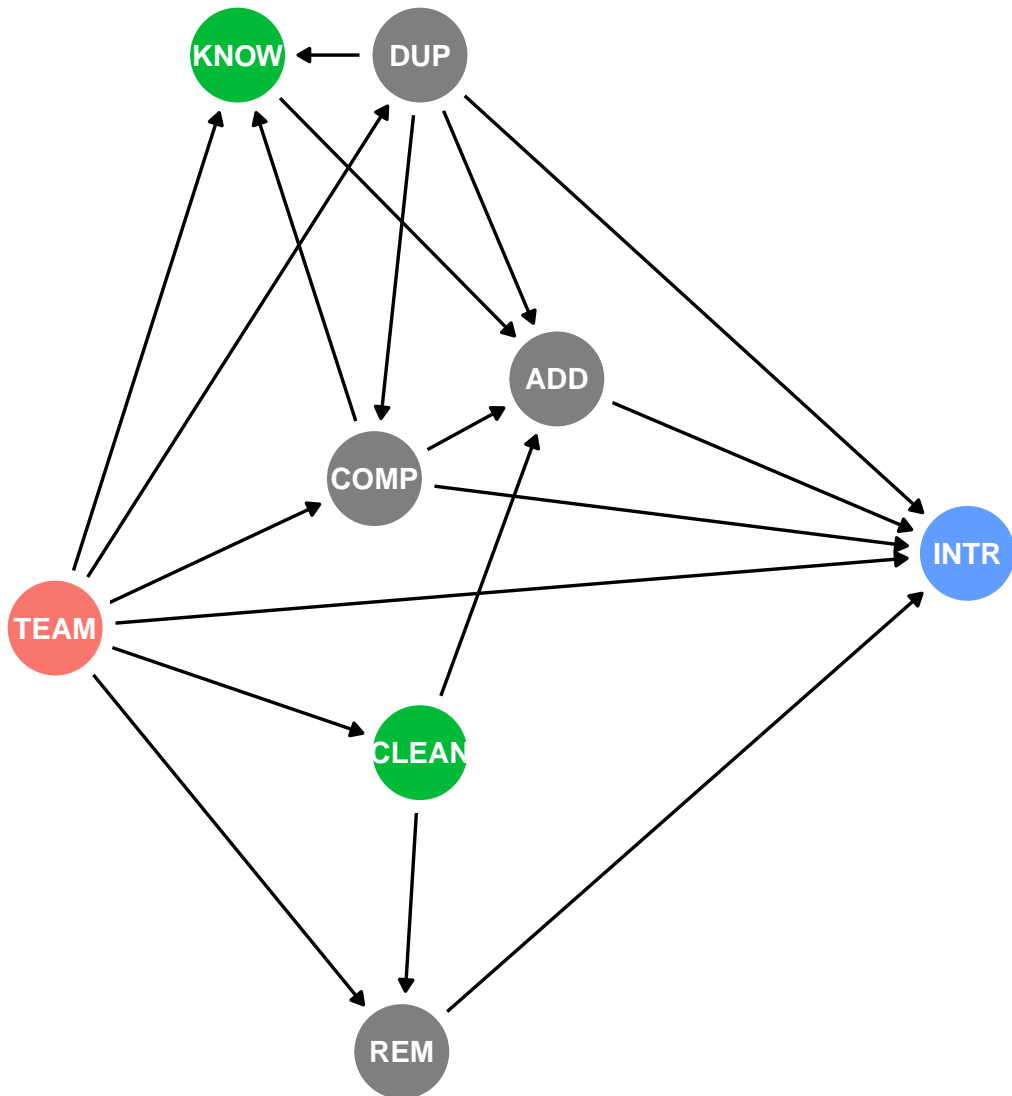 KNOW
DUP
ADD
COMP
INTR
TEAM
CLEAN
REM